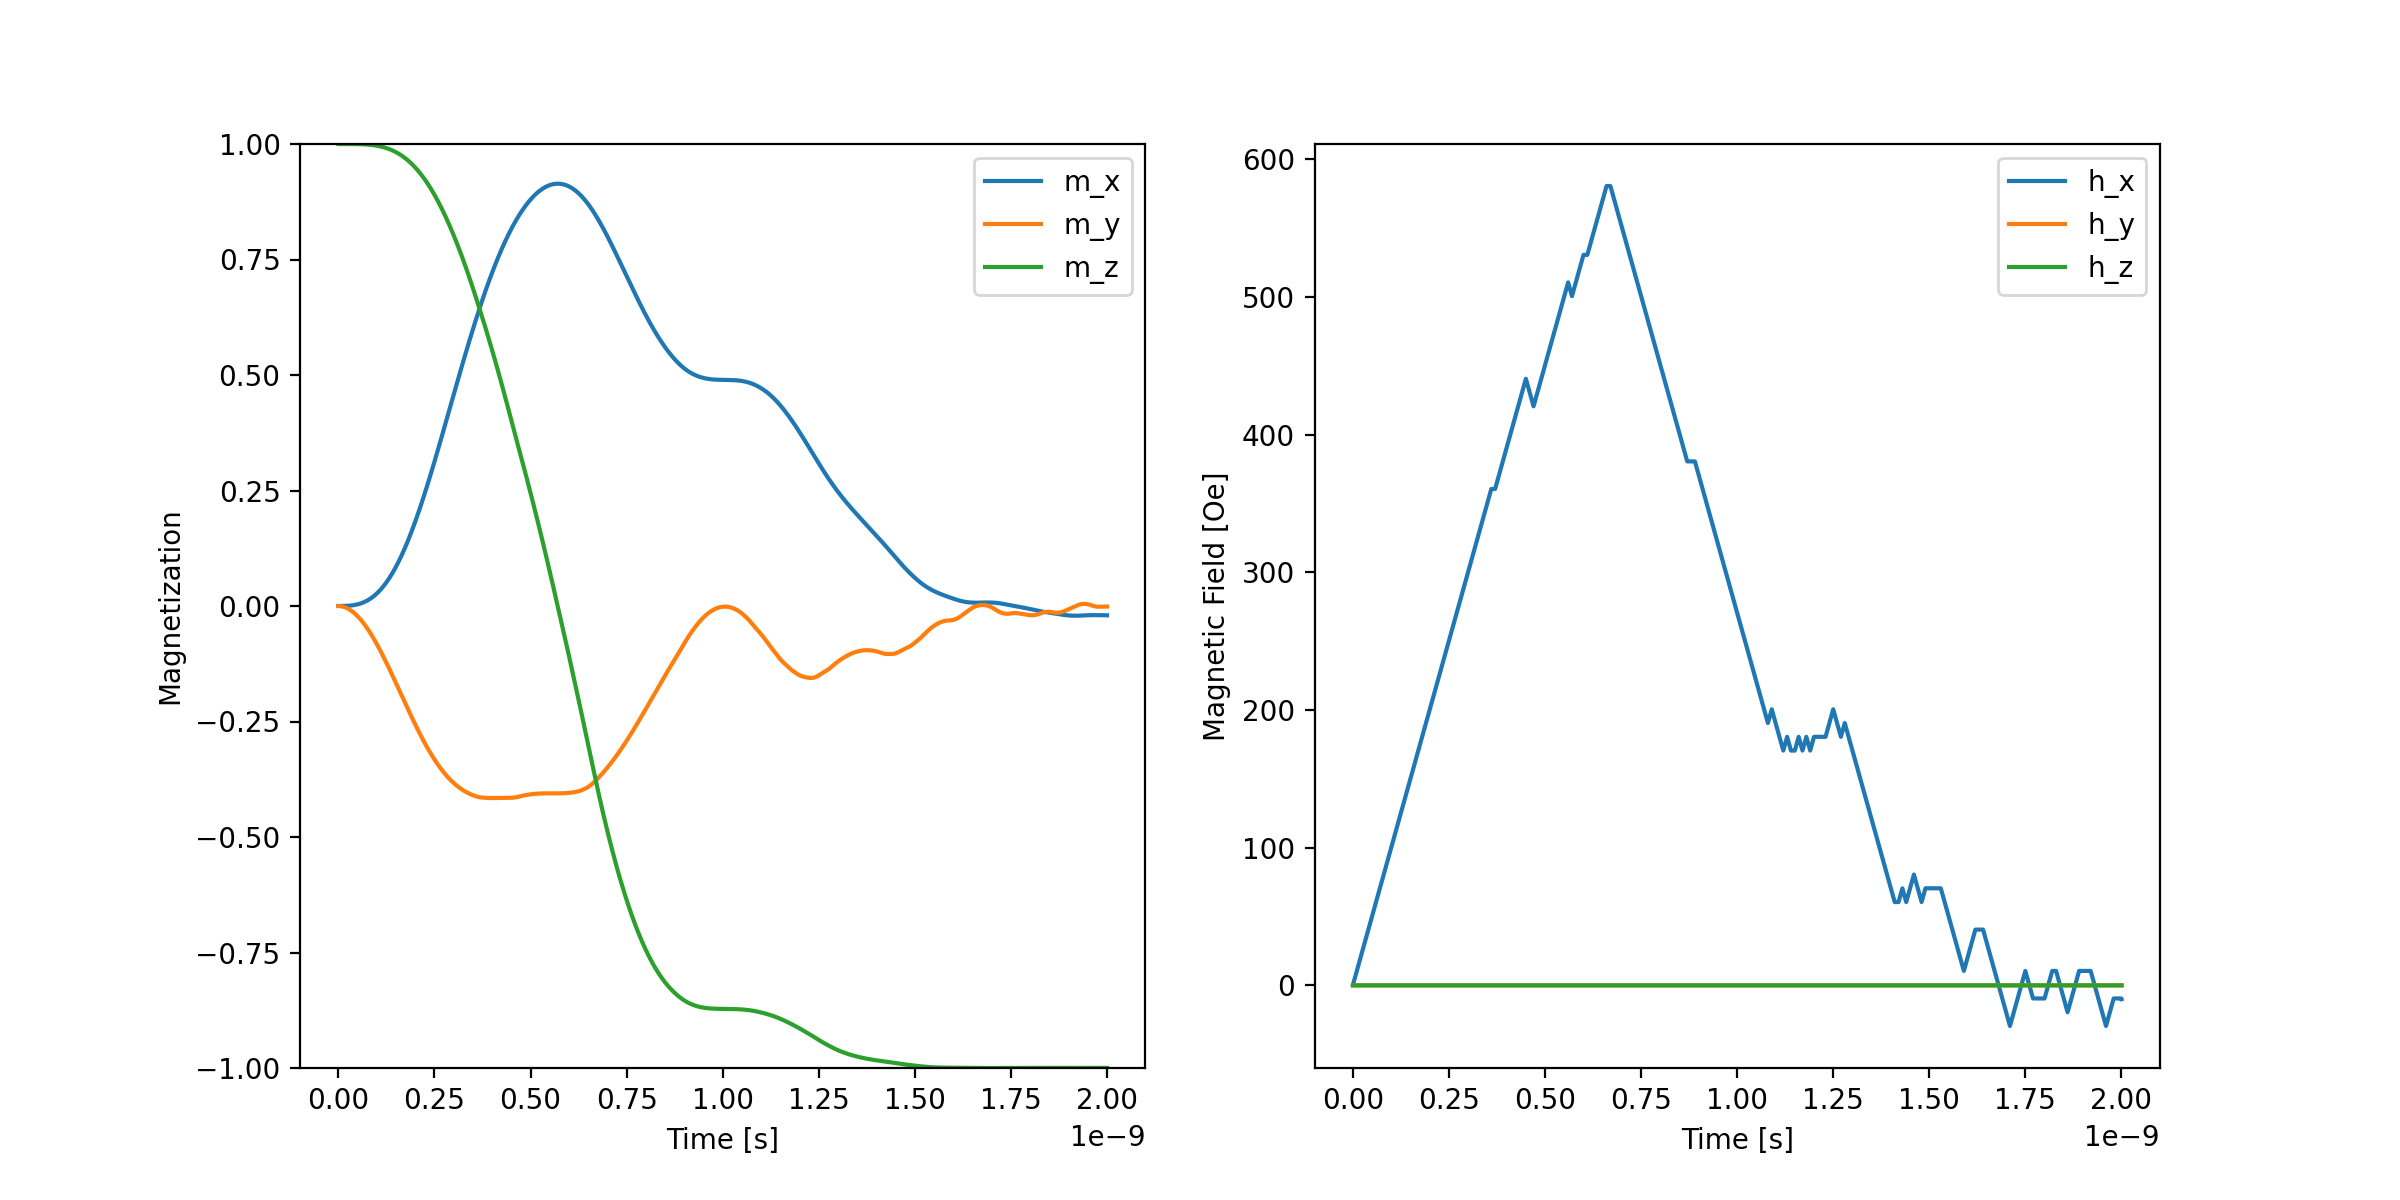 1.00
0.75
0.50
0.25
0.00
−0.25
−0.50
−0.75
−1.00
Magnetization
m_x
m_y
m_z
0.00 0.25 0.50 0.75 1.00 1.25 1.50 1.75 2.00
Time [s]
1e−9
600
500
400
300
200
100
0
Magnetic Field [Oe]
h_x
h_y
h_z
0.00 0.25 0.50 0.75 1.00 1.25 1.50 1.75 2.00
Time [s]
1e−9